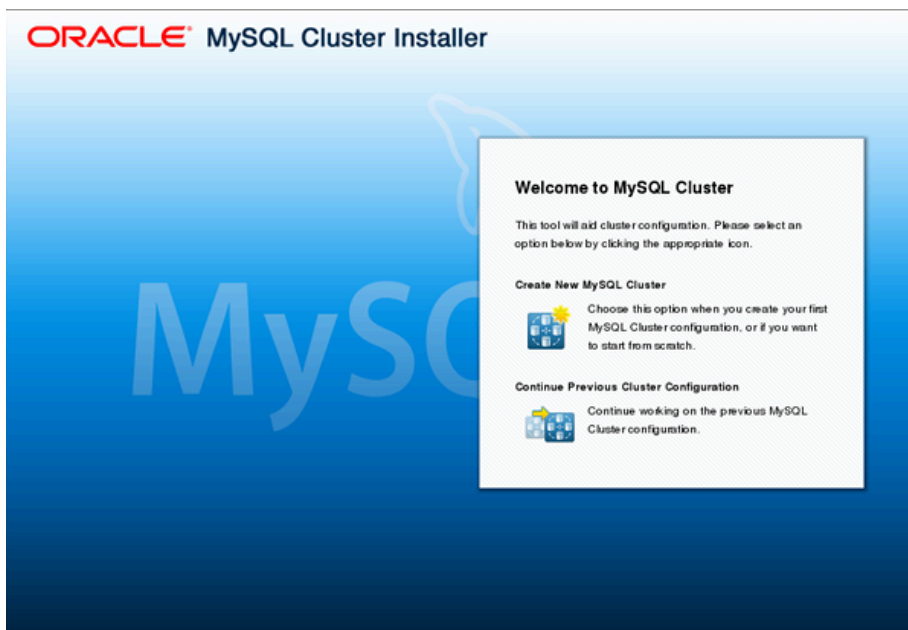 ORACLE® MySQL Cluster Installer
MySQ
Welcome to MySQL Cluster
This tool will aid cluster configuration. Please select an
option below by clicking the appropriate icon.
Create New MySQL Cluster
Choose this option when you create your first
MySQL Cluster configuration, or if you want
to start from scratch.
Continue Previous Cluster Configuration
Continue working on the previous MySQL
Cluster configuration.